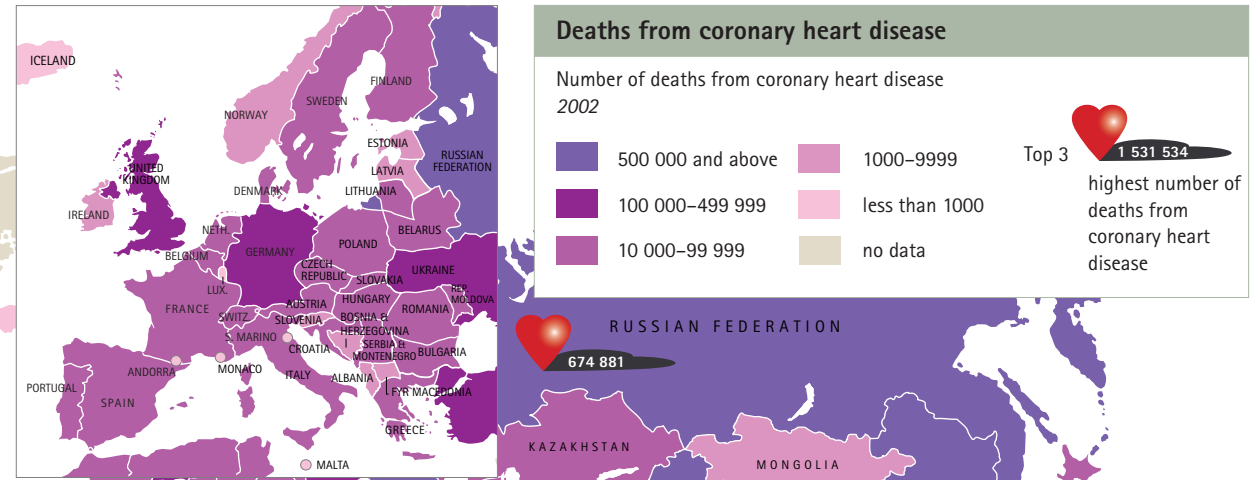 ICELAND
FINLAND
SWEDEN
NORWAY
ESTONIA
RUSSIAN
FEDERATION
LATVIA
UNITED
KINGDOM
DENMARK
LITHUANIA
IRELAND
NETH.
BELARUS
POLAND
BELGIUM
GERMANY
CZECH
REPUBLIC
UKRAINE
SLOVAKIA
LUX.
REP.
MOLDOVA
AUSTRIA
HUNGARY
FRANCE
ROMANIA
SWITZ.
SLOVENIA
BOSNIA &
HERZEGOVINA
S. MARINO
CROATIA
SERBIA &
MONTENEGRO
BULGARIA
ANDORRA
MONACO
ITALY
ALBANIA
FYR MACEDONIA
PORTUGAL
SPAIN
GREECE
MALTA
Deaths from coronary heart disease
Number of deaths from coronary heart disease
2002
500 000 and above
100 000–499 999
10 000–99 999
1000–9999
less than 1000
no data
Top 3
1 531 534
highest number of
deaths from
coronary heart
disease
RUSSIAN FEDERATION
674 881
KAZAKHSTAN
MONGOLIA